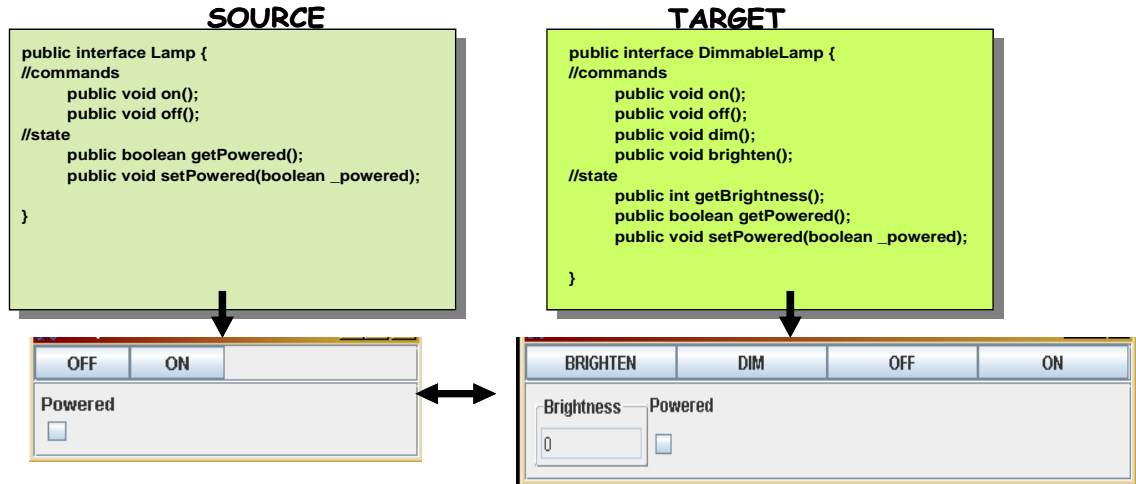 SOURCE
public interface Lamp {
//commands
public void on();
public void off();
//state
public boolean getPowered();
public void setPowered(boolean _powered);
}
TARGET
public interface DimmableLamp {
//commands
public void on();
public void off();
public void dim();
public void brighten();
//state
public int getBrightness();
public boolean getPowered();
public void setPowered(boolean _powered);
}
OFF ON
Powered
BRIGHTEN DIM OFF ON
Brightness Powered
0